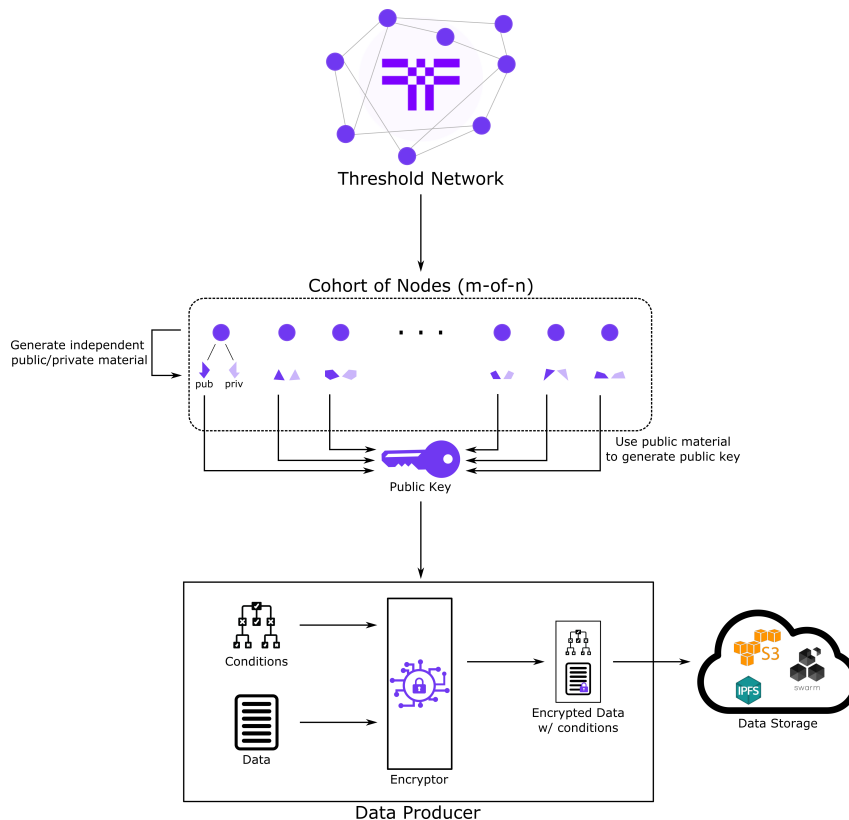 Threshold Network
Cohort of Nodes (m-of-n)
Generate independent
public/private material
. . .
pub
priv
Use public material
to generate public key
Public Key
Conditions
Data
Encryptor
Encrypted Data
w/ conditions
S3
IPFS
swarm
Data Storage
Data Producer